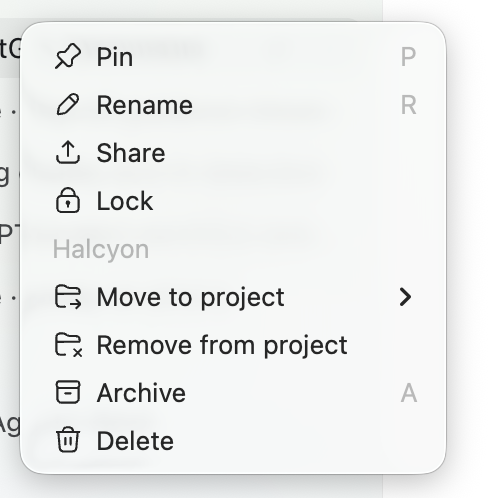 Pin P
Rename R
Share
Lock
Halcyon
Move to project
Remove from project
Archive A
Delete